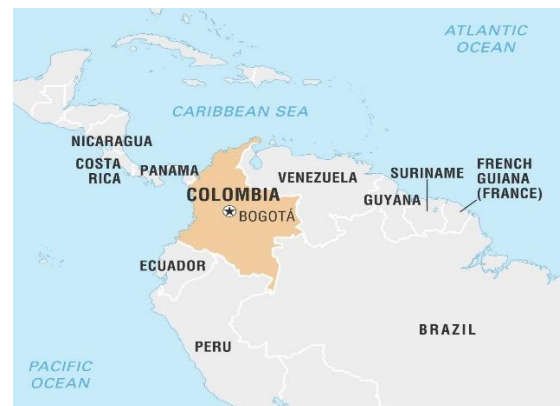 ATLANTIC
OCEAN
CARIBBEAN SEA
NICARAGUA
COSTA
RICA
PANAMA
VENEZUELA
SURINAME
FRENCH
GUIANA
(FRANCE)
GUYANA
COLOMBIA
BOGOTÁ
ECUADOR
PERU
BRAZIL
PACIFIC
OCEAN